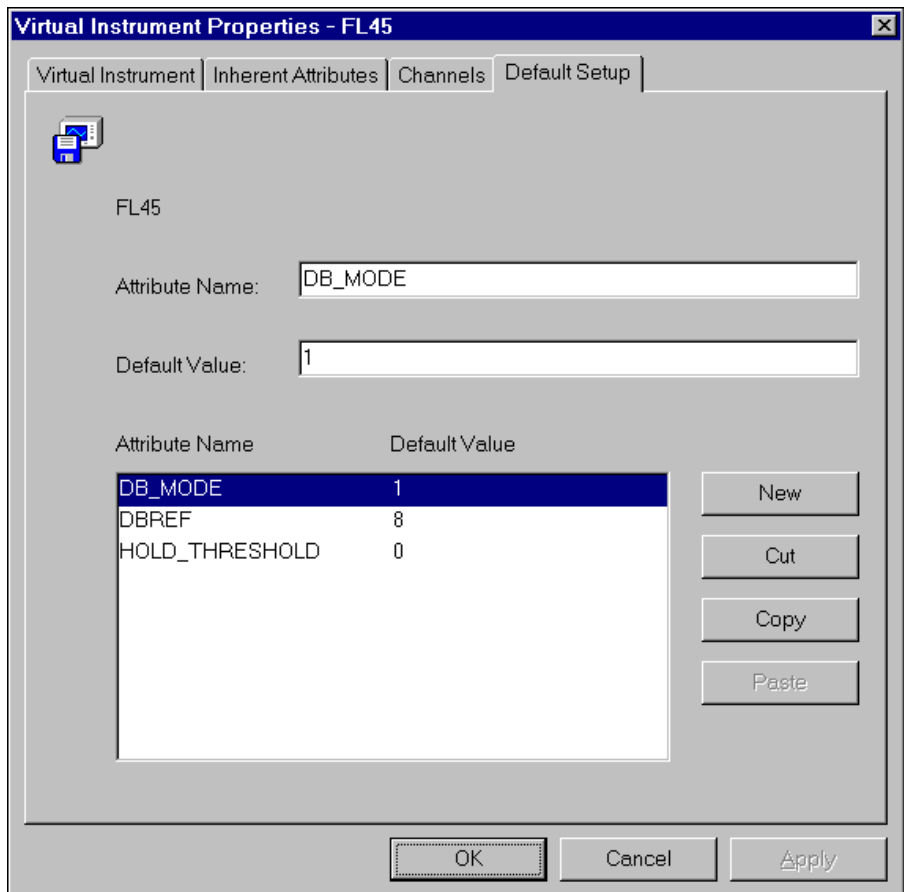 Virtual Instrument Properties - FL45
Virtual Instrument Inherent Attributes Channels Default Setup
FL45
Attribute Name: DB_MODE
Default Value: 1
Attribute Name Default Value
DB_MODE 1
DBREF 8
HOLD_THRESHOLD 0
New
Cut
Copy
Paste
OK Cancel Apply